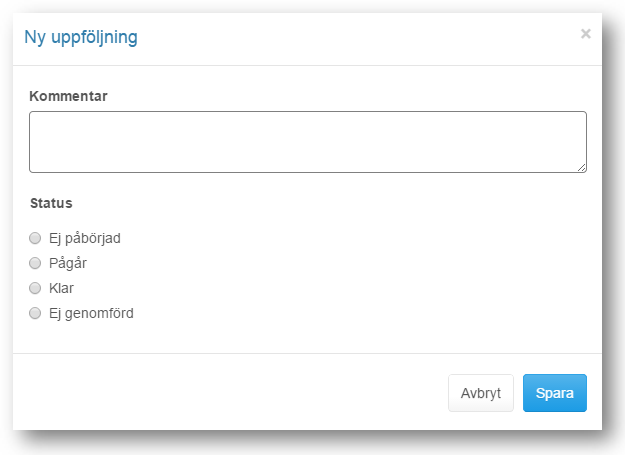 Ny uppföljning
×
Kommentar
Status
Ej påbörjad
Pågår
Klar
Ej genomförd
Avbryt Spara